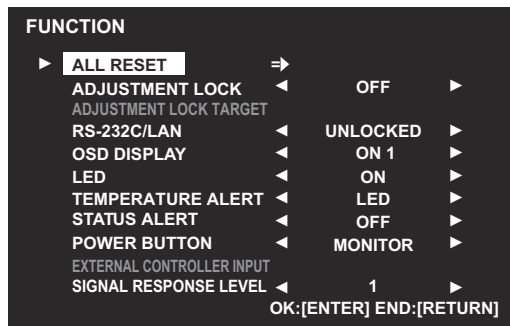 FUNCTION
ALL RESET
ADJUSTMENT LOCK OFF
ADJUSTMENT LOCK TARGET
RS-232C/LAN UNLOCKED
OSD DISPLAY ON 1
LED ON
TEMPERATURE ALERT LED
STATUS ALERT OFF
POWER BUTTON MONITOR
EXTERNAL CONTROLLER INPUT
SIGNAL RESPONSE LEVEL 1
OK:[ENTER] END:[RETURN]